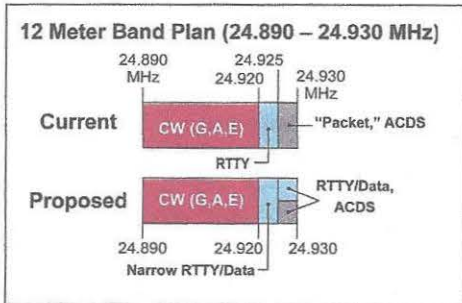 12 Meter Band Plan (24.890 – 24.930 MHz)
24.890 MHz
24.920
24.925
24.930 MHz
Current
CW (G,A,E)
"Packet," ACDS
RTTY
Proposed
CW (G,A,E)
RTTY/Data,
ACDS
24.890
24.920
24.930
Narrow RTTY/Data